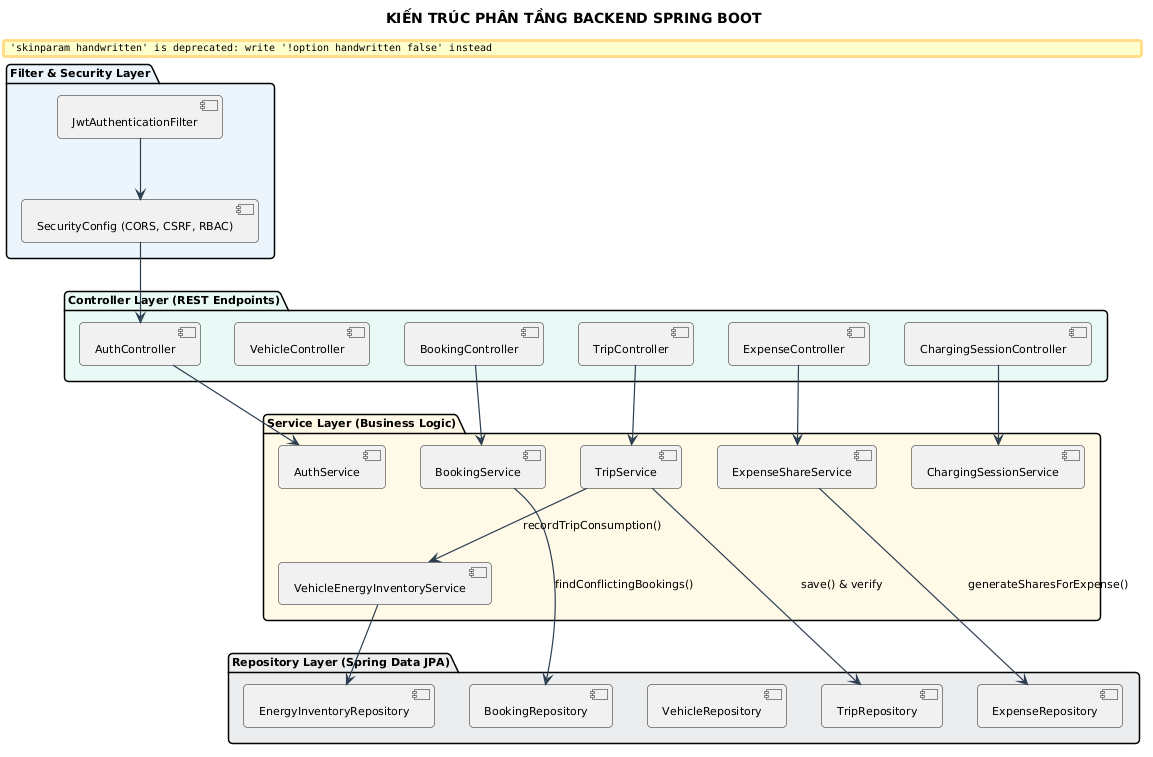 KIẾN TRÚC PHÂN TẦNG BACKEND SPRING BOOT
'skinparam handwritten' is deprecated: write '!option handwritten false' instead
Filter & Security Layer
JwtAuthenticationFilter
SecurityConfig (CORS, CSRF, RBAC)
Controller Layer (REST Endpoints)
AuthController
VehicleController
BookingController
TripController
ExpenseController
ChargingSessionController
Service Layer (Business Logic)
AuthService
BookingService
TripService
ExpenseShareService
ChargingSessionService
recordTripConsumption()
VehicleEnergyInventoryService
findConflictingBookings()
save() & verify
generateSharesForExpense()
Repository Layer (Spring Data JPA)
EnergyInventoryRepository
BookingRepository
VehicleRepository
TripRepository
ExpenseRepository